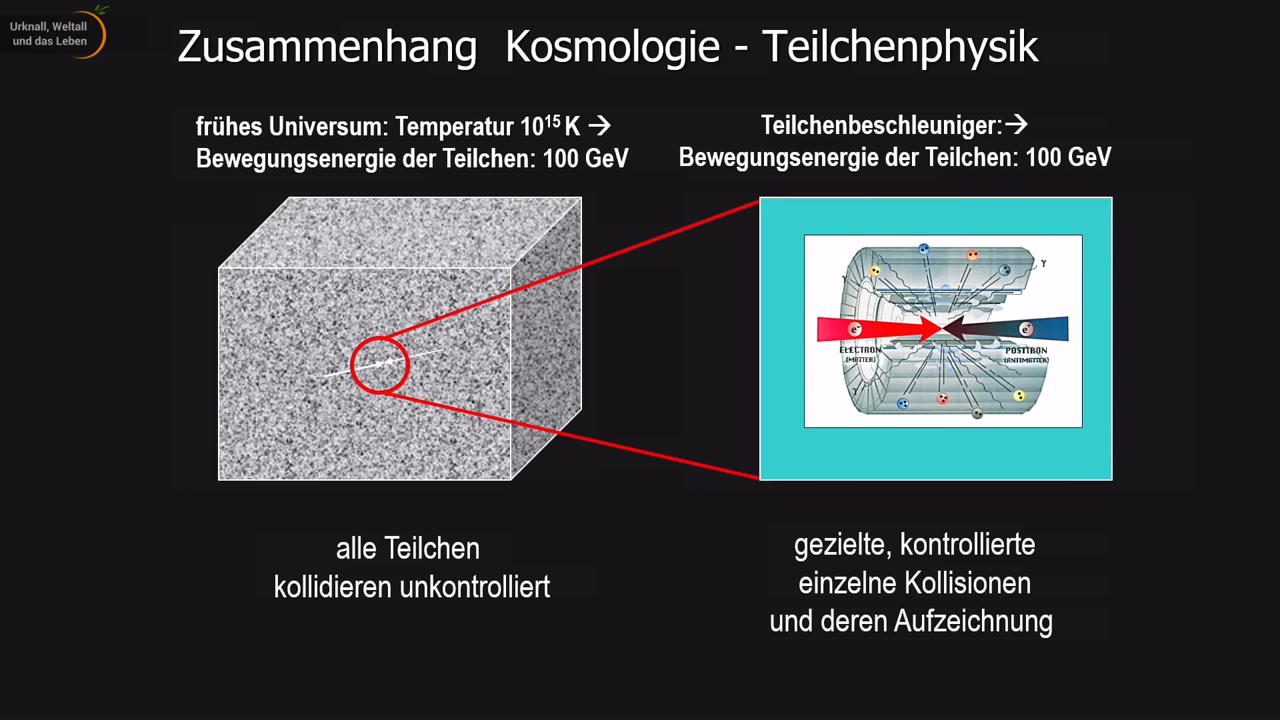 Urknall, Weltall
und das Leben
Zusammenhang Kosmologie - Teilchenphysik
frühes Universum: Temperatur 10¹⁵ K →
Bewegungsenergie der Teilchen: 100 GeV
Teilchenbeschleuniger:→
Bewegungsenergie der Teilchen: 100 GeV
γ
e⁻
e⁺
ELECTRON
(MATTER)
POSITRON
(ANTIMATTER)
alle Teilchen
kollidieren unkontrolliert
gezielte, kontrollierte
einzelne Kollisionen
und deren Aufzeichnung